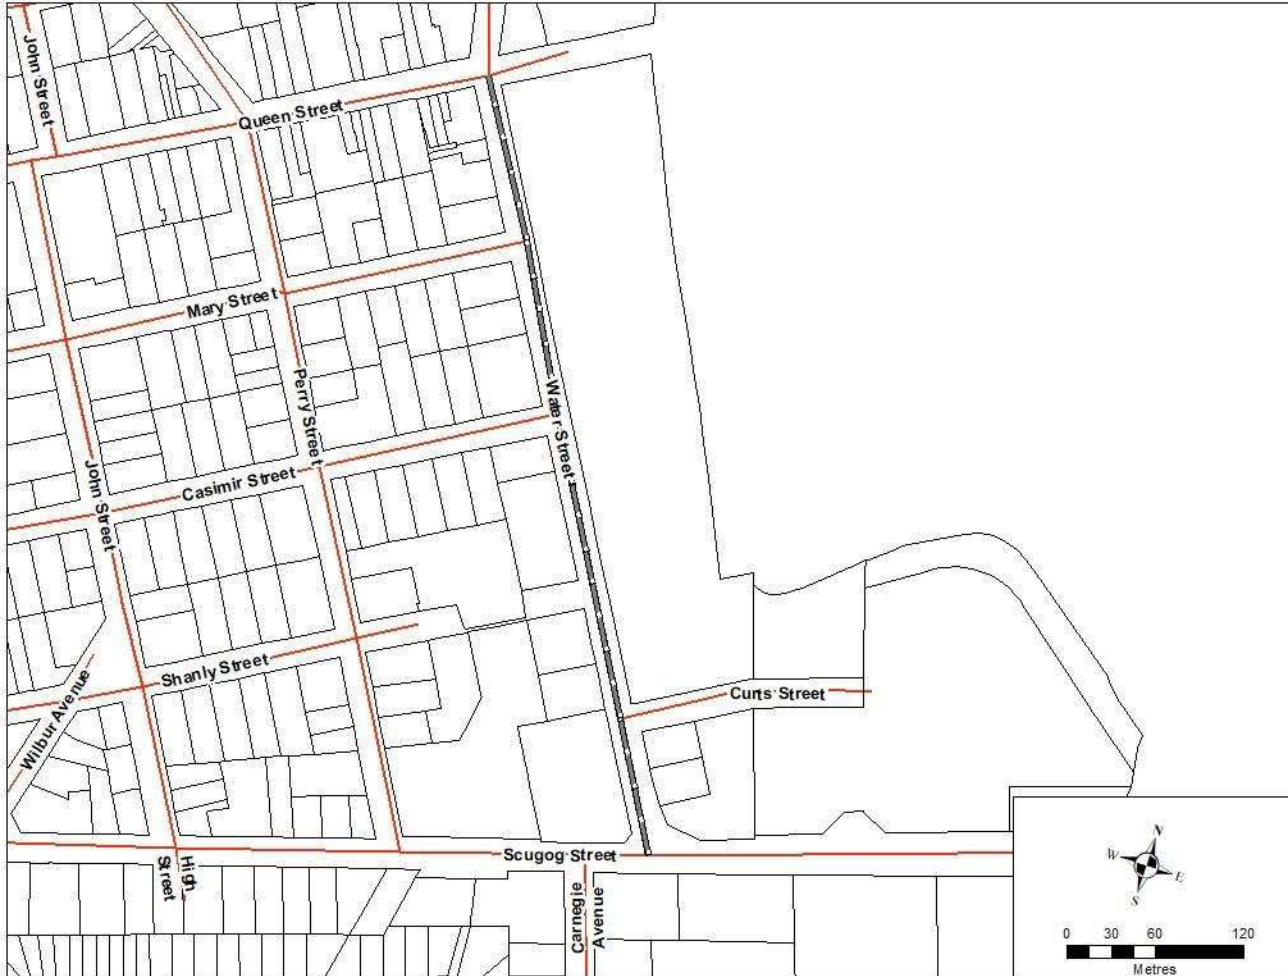 John Street
Queen Street
Mary Street
Perry Street
Water Street
John Street
Casimir Street
Shanly Street
Wilbur Avenue
Curts Street
Scugog Street
High
Street
Carnegie
Avenue
N
W
E
S
0 30 60 120
Metres